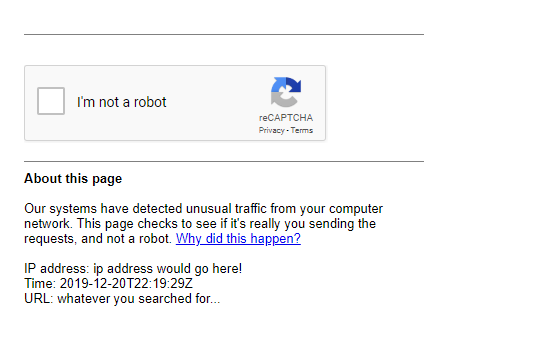 I'm not a robot
reCAPTCHA
Privacy - Terms
About this page
Our systems have detected unusual traffic from your computer
network. This page checks to see if it's really you sending the
requests, and not a robot. Why did this happen?
IP address: ip address would go here!
Time: 2019-12-20T22:19:29Z
URL: whatever you searched for...